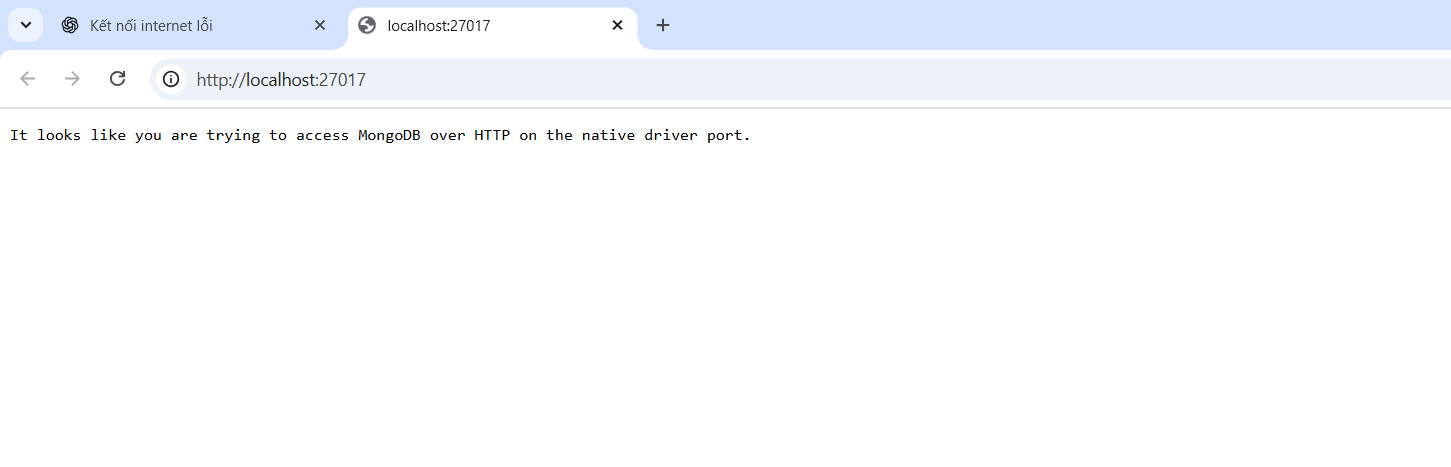 Kết nối internet lỗi
localhost:27017
http://localhost:27017
It looks like you are trying to access MongoDB over HTTP on the native driver port.